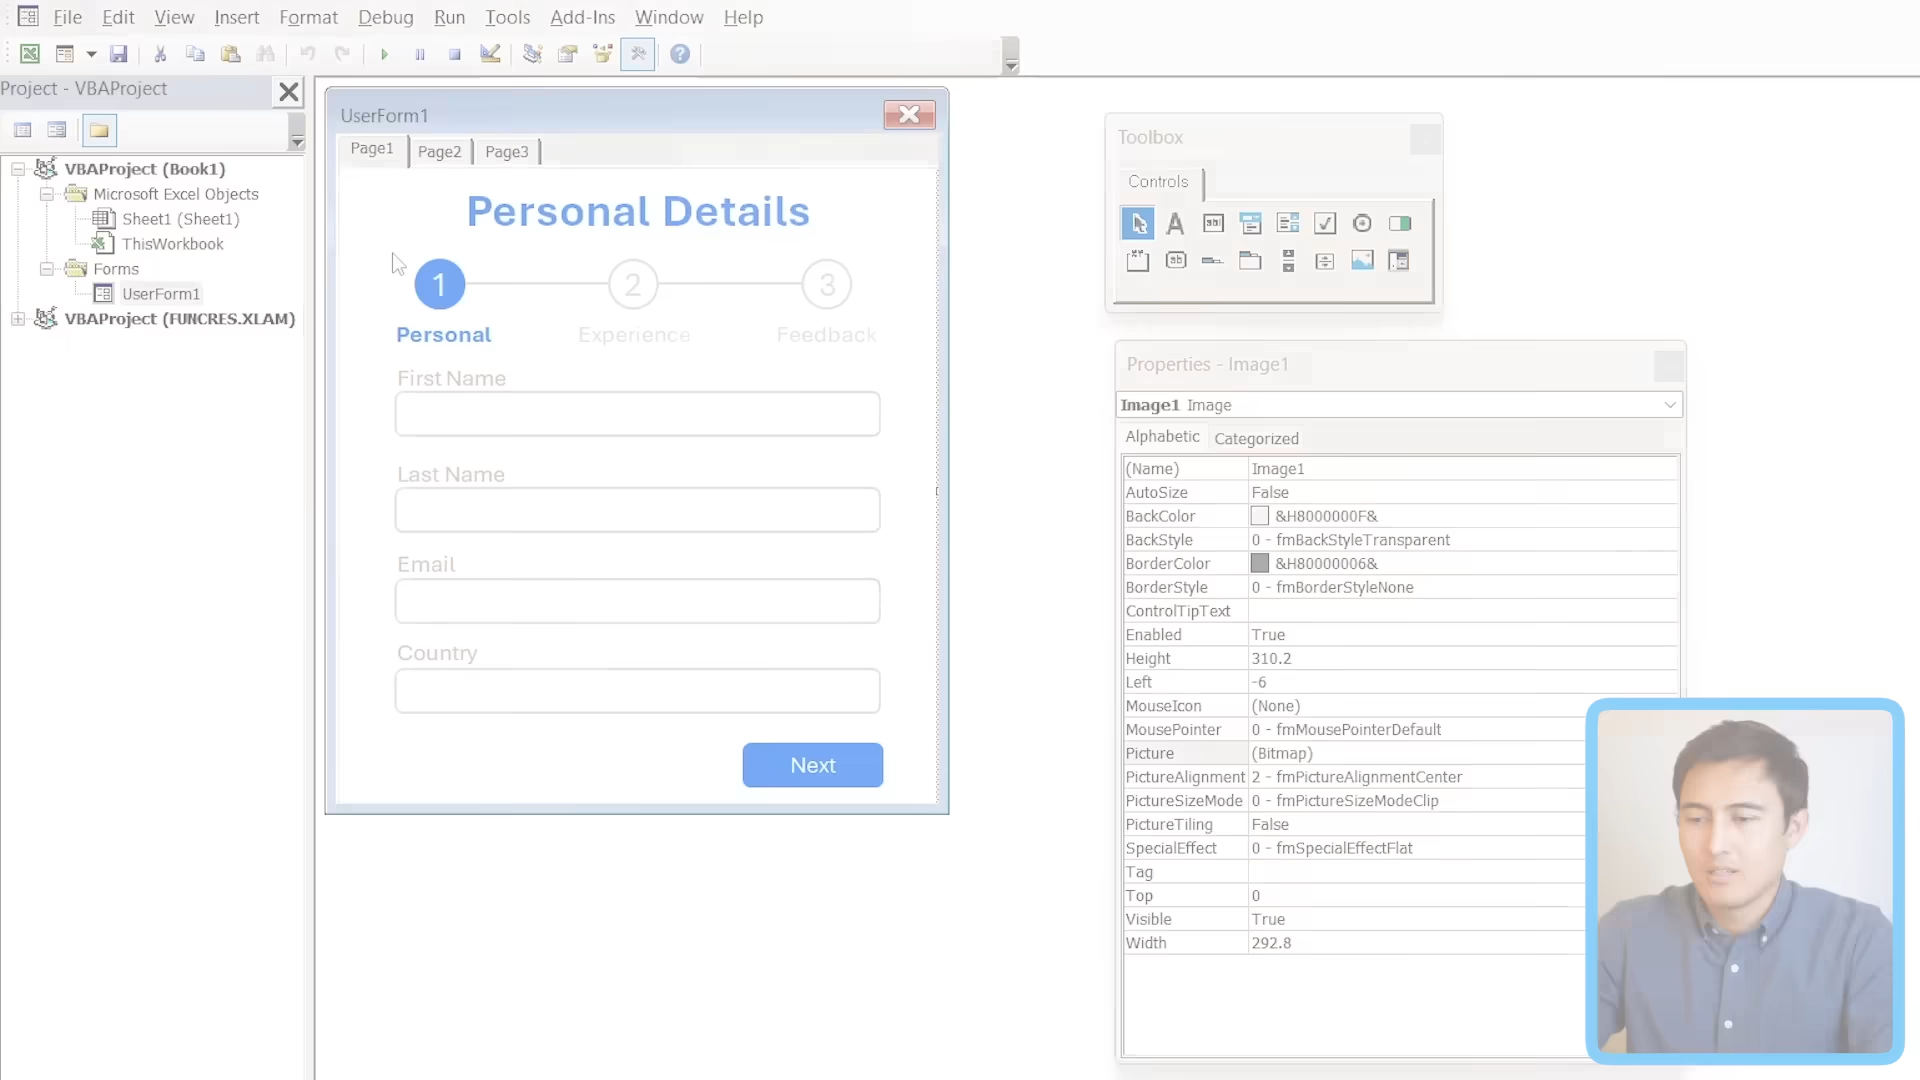 File Edit View Insert Format Debug Run Tools Add-Ins Window Help
Project - VBAProject
VBAProject (Book1)
Microsoft Excel Objects
Sheet1 (Sheet1)
ThisWorkbook
Forms
UserForm1
VBAProject (FUNCRES.XLAM)
UserForm1
Page1 Page2 Page3
Personal Details
1 2 3
Personal Experience Feedback
First Name
Last Name
Email
Country
Next
Toolbox
Controls
A ab
ab
Properties - Image1
Image1 Image
Alphabetic Categorized
(Name) Image1
AutoSize False
BackColor &H8000000F&
BackStyle 0 - fmBackStyleTransparent
BorderColor &H80000006&
BorderStyle 0 - fmBorderStyleNone
ControlTipText
Enabled True
Height 310.2
Left -6
MouseIcon (None)
MousePointer 0 - fmMousePointerDefault
Picture (Bitmap)
PictureAlignment 2 - fmPictureAlignmentCenter
PictureSizeMode 0 - fmPictureSizeModeClip
PictureTiling False
SpecialEffect 0 - fmSpecialEffectFlat
Tag
Top 0
Visible True
Width 292.8